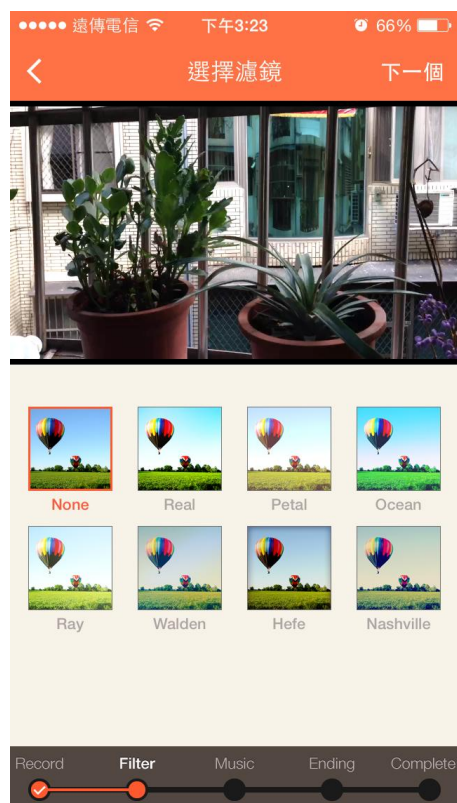 遠傳電信 下午3:23 66%
選擇濾鏡 下一個
None Real Petal Ocean
Ray Walden Hefe Nashville
Record Filter Music Ending Complete